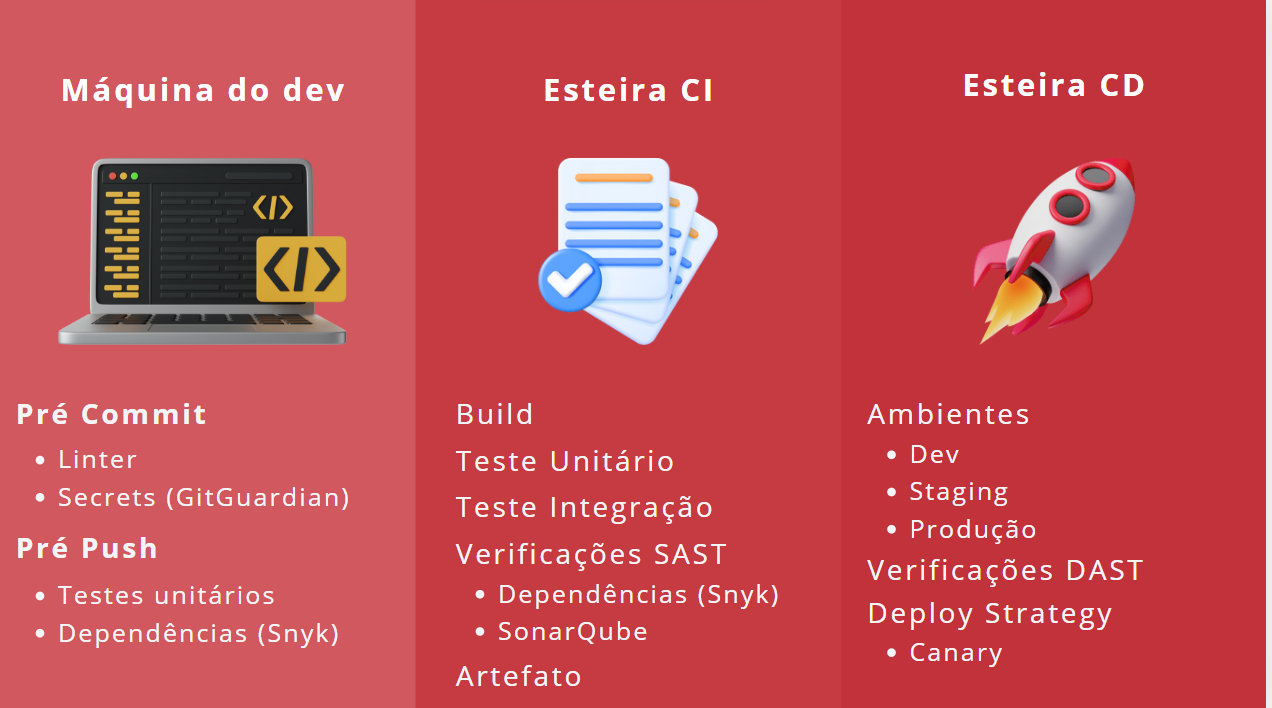 Máquina do dev
</>
Pré Commit
Linter
Secrets (GitGuardian)
Pré Push
Testes unitários
Dependências (Snyk)
Esteira CI
Build
Teste Unitário
Teste Integração
Verificações SAST
Dependências (Snyk)
SonarQube
Artefato
Esteira CD
Ambientes
Dev
Staging
Produção
Verificações DAST
Deploy Strategy
Canary